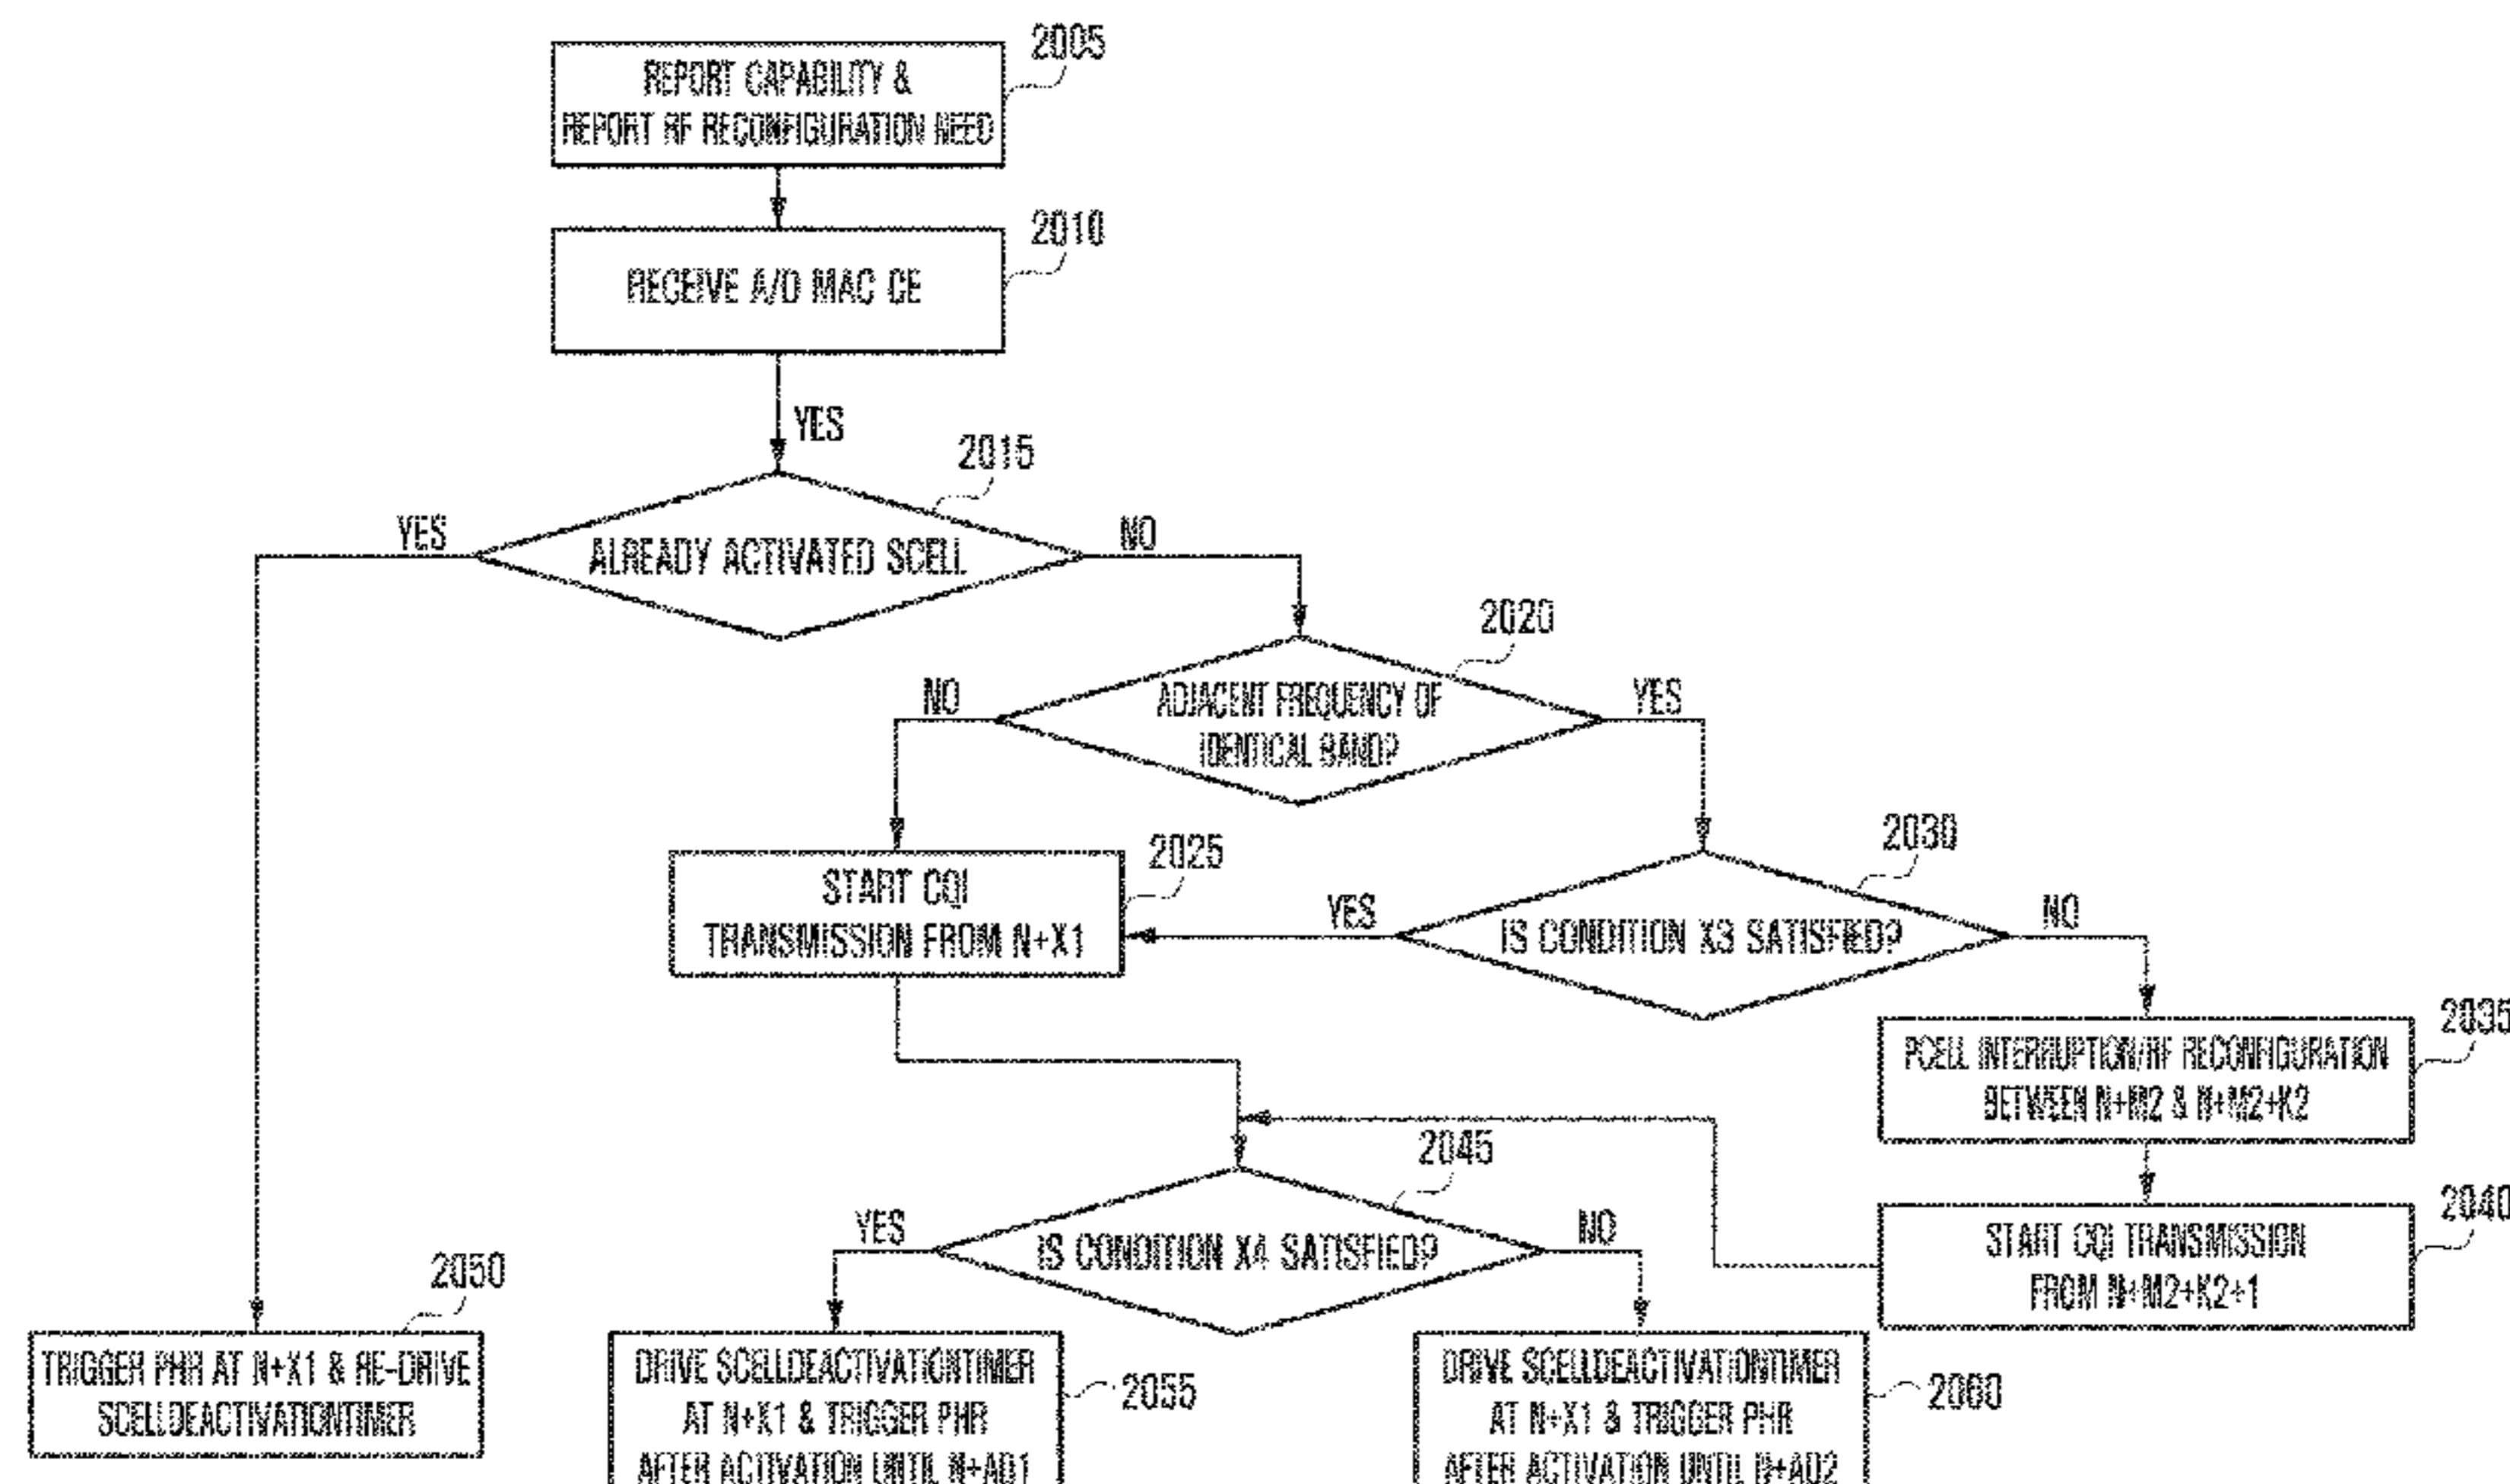 2005
REPORT CAPABILITY &
REPORT RF RECONFIGURATION NEED
2010
RECEIVE A/D MAC CE
YES
2015
YES
NO
ALREADY ACTIVATED SCELL
2020
NO
YES
ADJACENT FREQUENCY OF
IDENTICAL BAND?
2025
2030
START CQI
TRANSMISSION FROM N+X1
YES
NO
IS CONDITION X3 SATISFIED?
2035
PCELL INTERRUPTION/RF RECONFIGURATION
BETWEEN N+M2 & N+M2+K2
2045
2040
YES
NO
IS CONDITION X4 SATISFIED?
START CQI TRANSMISSION
FROM N+M2+K2+1
2050
TRIGGER PHR AT N+X1 & RE-DRIVE
SCELLDEACTIVATIONTIMER
DRIVE SCELLDEACTIVATIONTIMER
AT N+X1 & TRIGGER PHR
AFTER ACTIVATION UNTIL N+AD1
2055
DRIVE SCELLDEACTIVATIONTIMER
AT N+X1 & TRIGGER PHR
AFTER ACTIVATION UNTIL N+AD2
2060